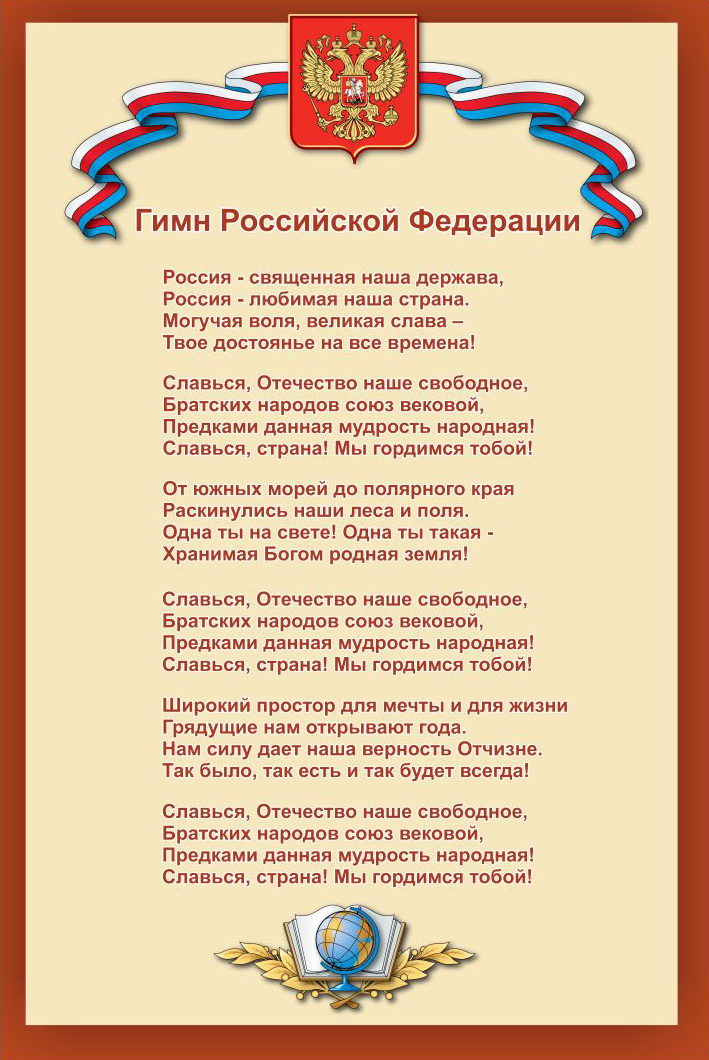 Гимн Российской Федерации
Россия - священная наша держава,
Россия - любимая наша страна.
Могучая воля, великая слава –
Твое достоянье на все времена!
Славься, Отечество наше свободное,
Братских народов союз вековой,
Предками данная мудрость народная!
Славься, страна! Мы гордимся тобой!
От южных морей до полярного края
Раскинулись наши леса и поля.
Одна ты на свете! Одна ты такая -
Хранимая Богом родная земля!
Славься, Отечество наше свободное,
Братских народов союз вековой,
Предками данная мудрость народная!
Славься, страна! Мы гордимся тобой!
Широкий простор для мечты и для жизни
Грядущие нам открывают года.
Нам силу дает наша верность Отчизне.
Так было, так есть и так будет всегда!
Славься, Отечество наше свободное,
Братских народов союз вековой,
Предками данная мудрость народная!
Славься, страна! Мы гордимся тобой!